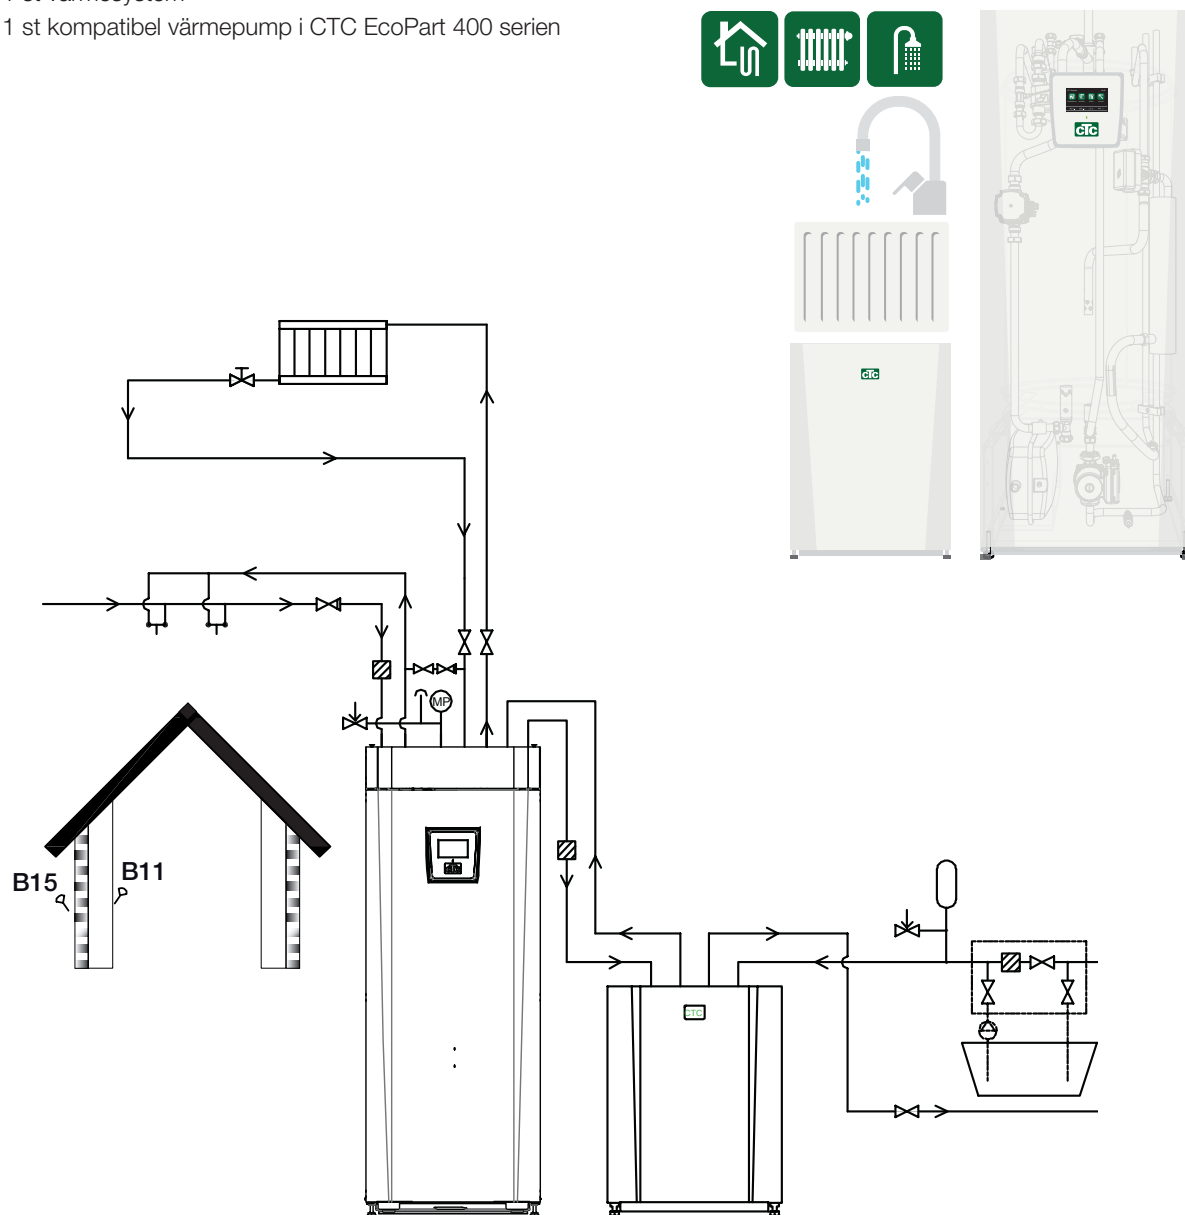 1 st kompatibel värmepump i CTC EcoPart 400 serien
CTC
CTC
MP
B15
B11
CTC